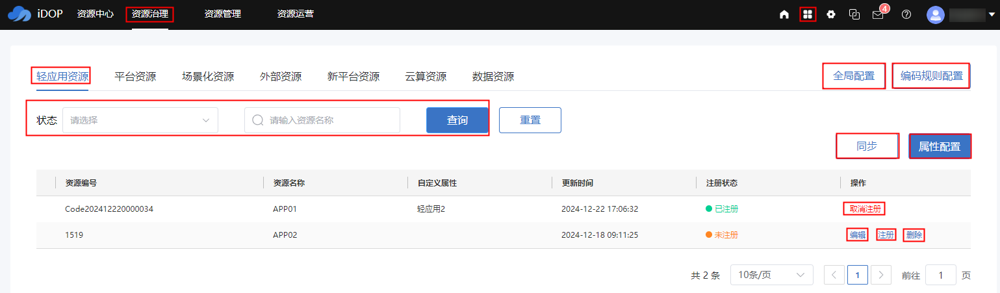 iDOP 资源中心 资源治理 资源管理 资源运营 4
轻应用资源 平台资源 场景化资源 外部资源 新平台资源 云算资源 数据资源 全局配置 编码规则配置
状态 请选择 请输入资源名称 查询 重置
同步 属性配置
资源编号 资源名称 自定义属性 更新时间 注册状态 操作
Code202412220000034 APP01 轻应用2 2024-12-22 17:06:32 已注册 取消注册
1519 APP02 2024-12-18 09:11:25 未注册 编辑 注册 删除
共 2 条 10条/页 1 前往 1 页